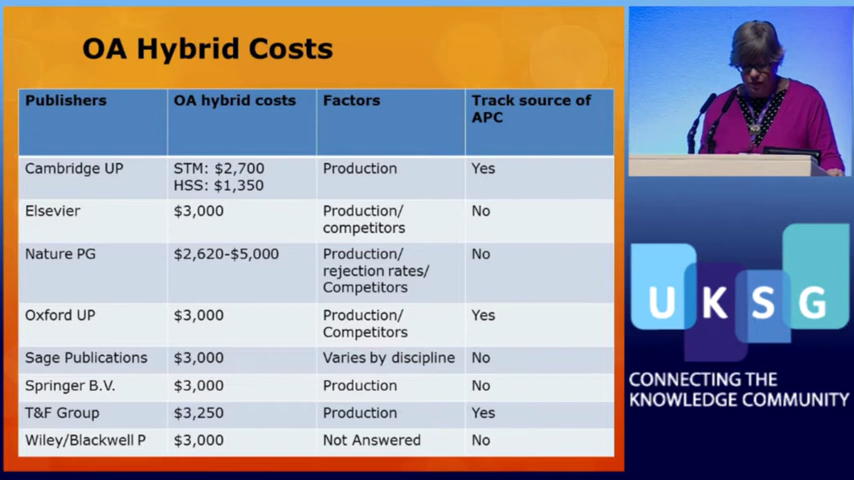 OA Hybrid Costs
Publishers OA hybrid costs Factors Track source of
APC
Cambridge UP STM: $2,700 Production Yes
HSS: $1,350
Elsevier $3,000 Production/ No
competitors
Nature PG $2,620-$5,000 Production/ No
rejection rates/
Competitors
Oxford UP $3,000 Production/ Yes
Competitors
Sage Publications $3,000 Varies by discipline No
Springer B.V. $3,000 Production No
T&F Group $3,250 Production Yes
Wiley/Blackwell P $3,000 Not Answered No
UKSG
CONNECTING THE
KNOWLEDGE COMMUNITY